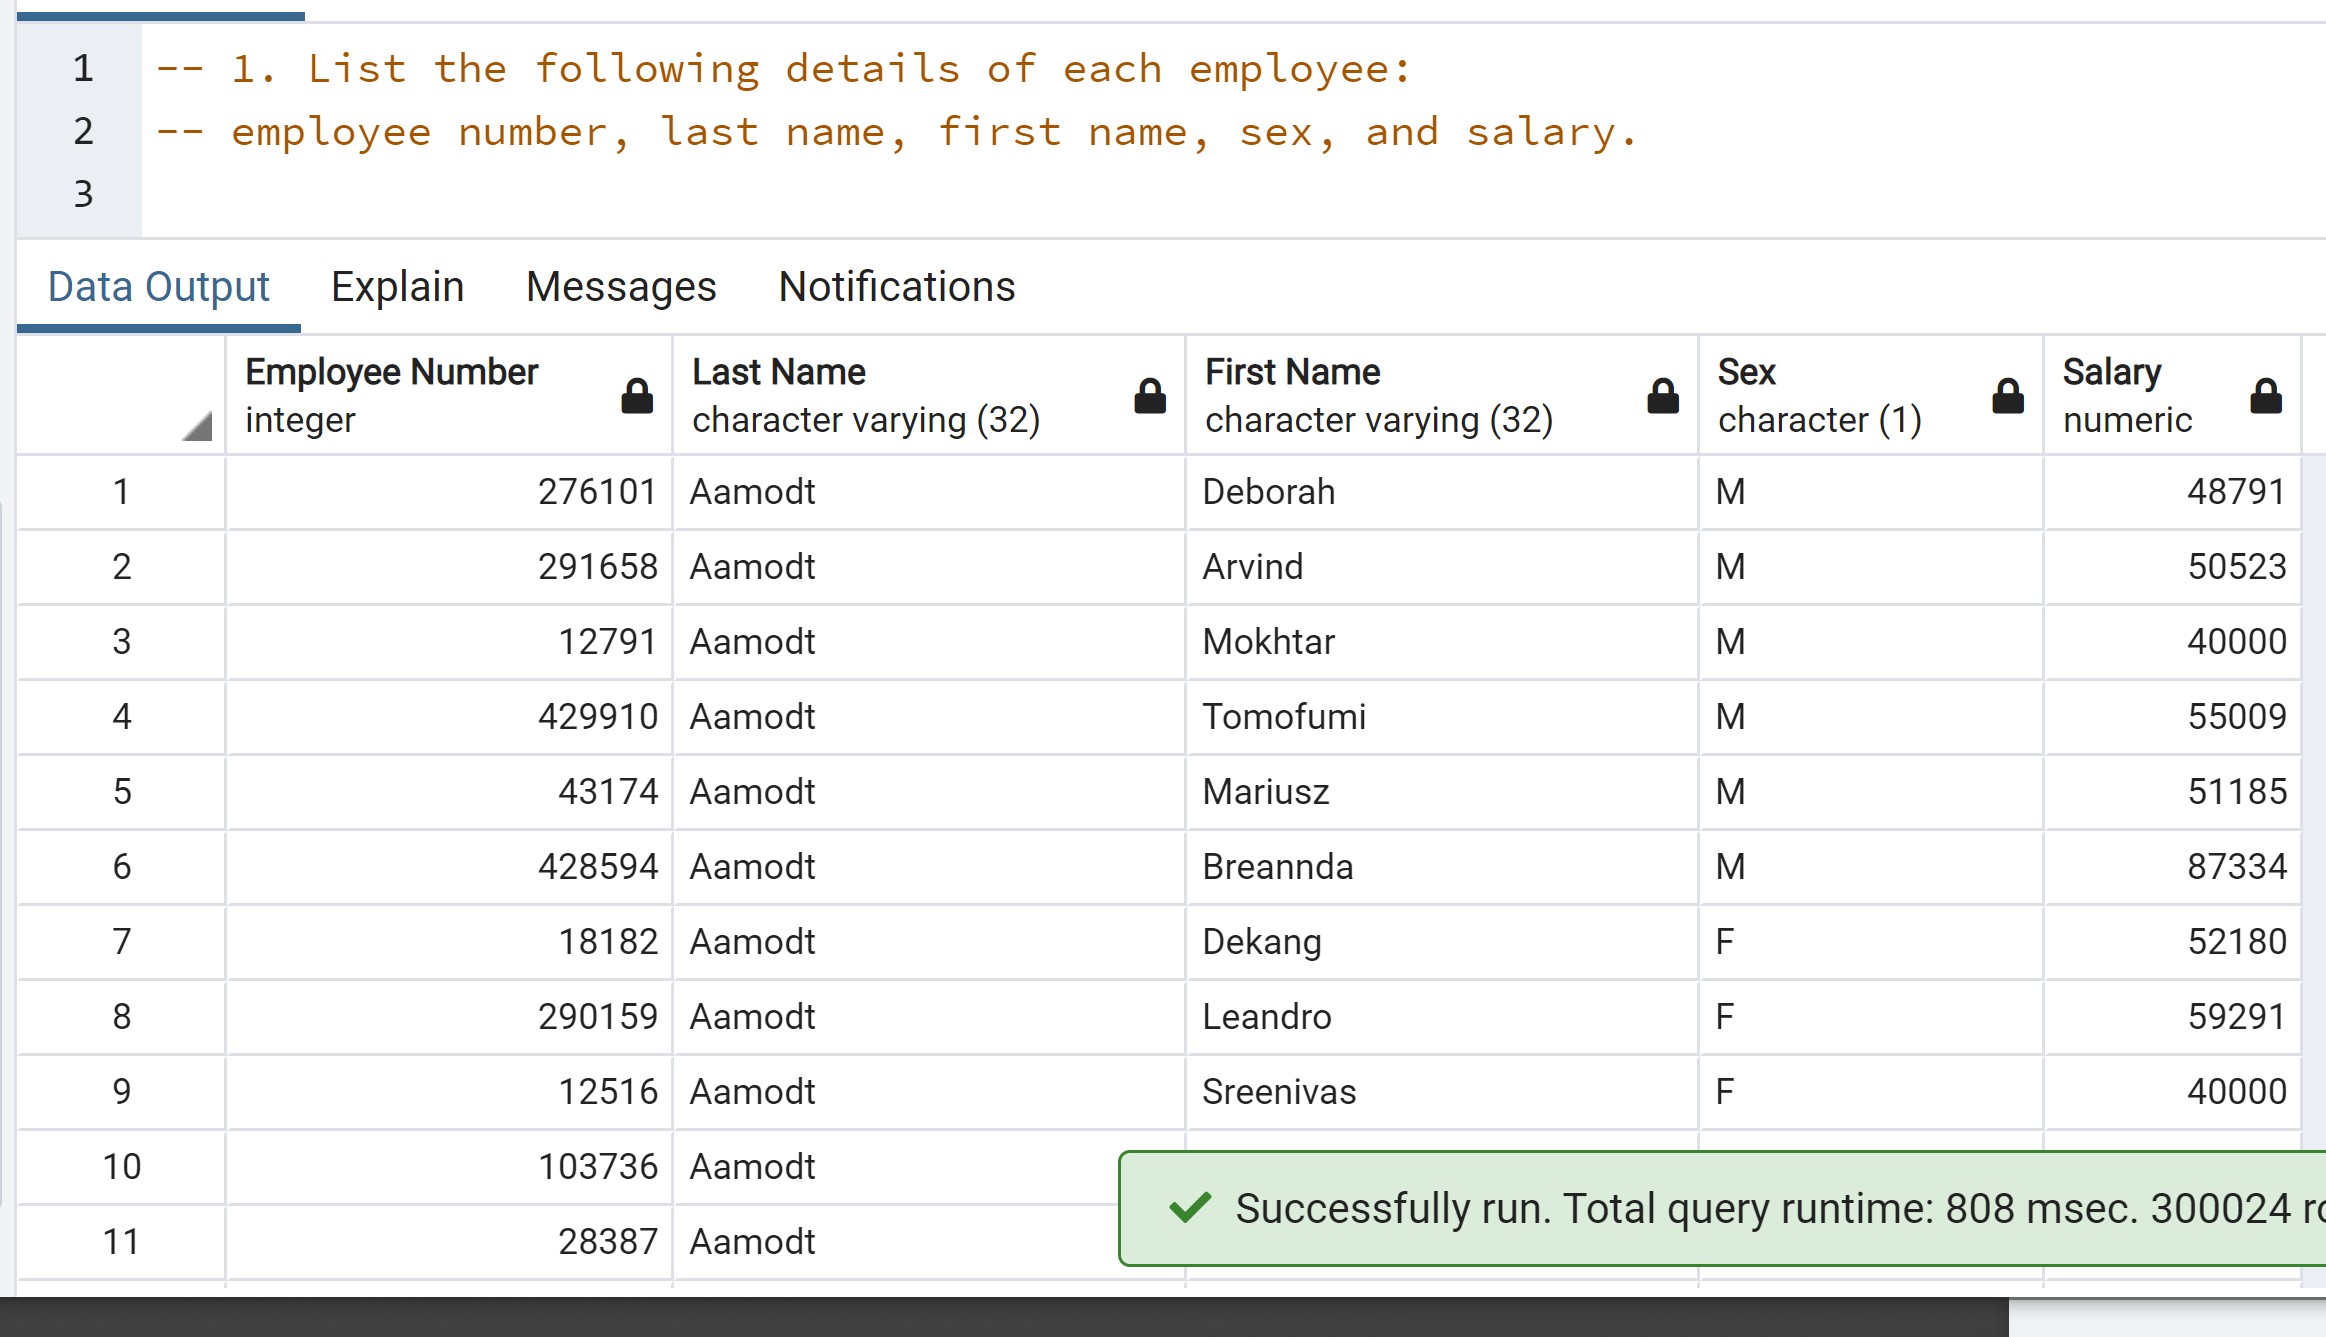 1 -- 1. List the following details of each employee:
2 -- employee number, last name, first name, sex, and salary.
3
Data Output Explain Messages Notifications
Employee Number Last Name First Name Sex Salary
integer character varying (32) character varying (32) character (1) numeric
1 276101 Aamodt Deborah M 48791
2 291658 Aamodt Arvind M 50523
3 12791 Aamodt Mokhtar M 40000
4 429910 Aamodt Tomofumi M 55009
5 43174 Aamodt Mariusz M 51185
6 428594 Aamodt Breannda M 87334
7 18182 Aamodt Dekang F 52180
8 290159 Aamodt Leandro F 59291
9 12516 Aamodt Sreenivas F 40000
10 103736 Aamodt
Successfully run. Total query runtime: 808 msec. 300024
11 28387 Aamodt